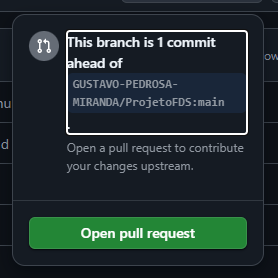 This branch is 1 commit
ahead of
GUSTAVO-PEDROSA-
MIRANDA/ProjetoFDS:main
.
Open a pull request to contribute
your changes upstream.
Open pull request